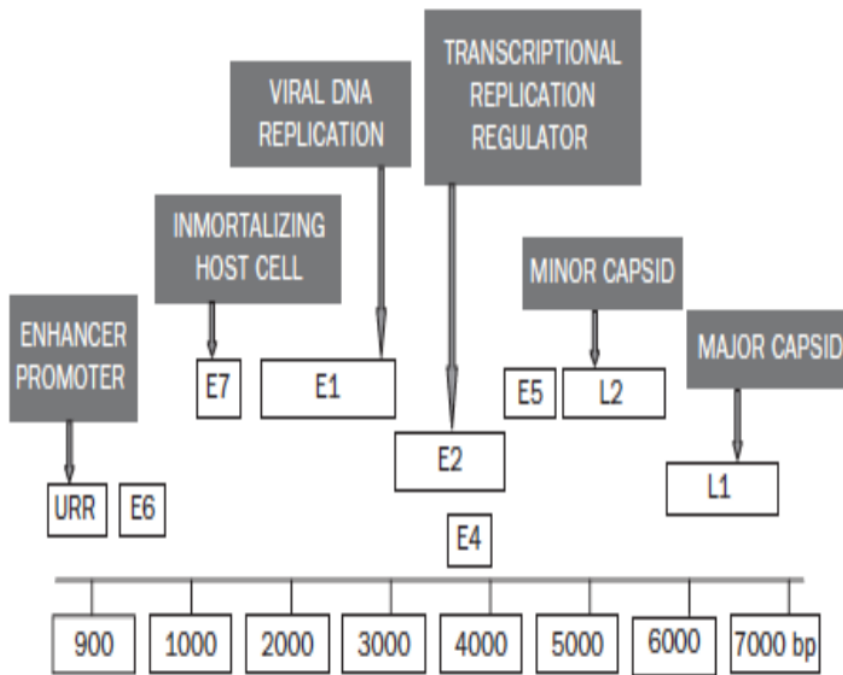 TRANSCRIPTIONAL
REPLICATION
REGULATOR
VIRAL DNA
REPLICATION
INMORTALIZING
HOST CELL
MINOR CAPSID
ENHANCER
PROMOTER
MAJOR CAPSID
E7
E1
E5
L2
E2
L1
URR
E6
E4
900
1000
2000
3000
4000
5000
6000
7000 bp